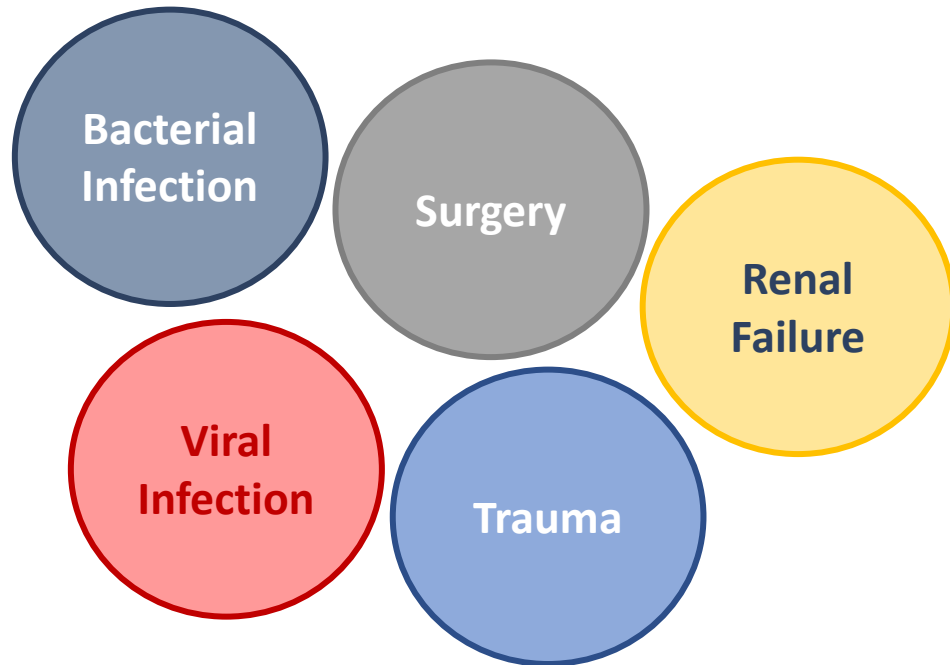 Bacterial
Infection
Surgery
Renal
Failure
Viral
Infection
Trauma